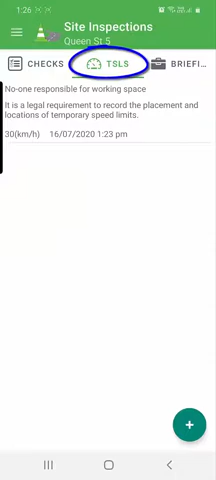 1:26
Site Inspections
Queen St 5
CHECKS
TSLS
BRIEFI...
No-one responsible for working space
It is a legal requirement to record the placement and
locations of temporary speed limits.
30(km/h) 16/07/2020 1:23 pm